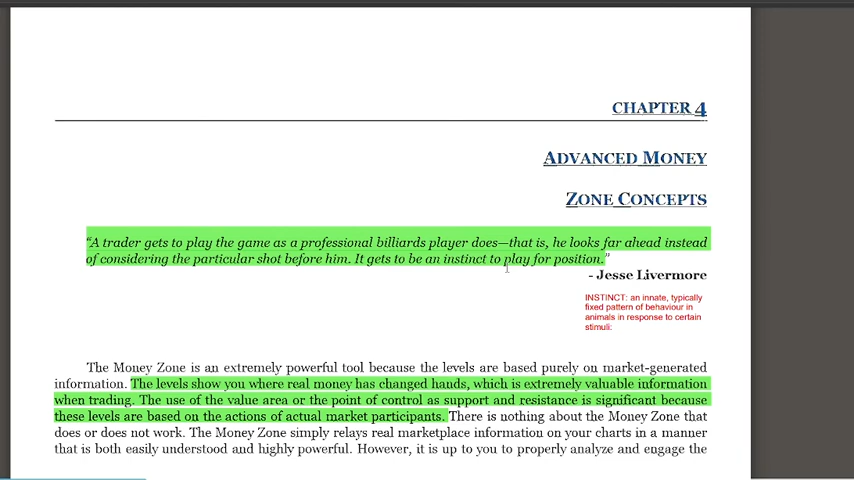 CHAPTER 4
ADVANCED MONEY
ZONE CONCEPTS
“A trader gets to play the game as a professional billiards player does—that is, he looks far ahead instead
of considering the particular shot before him. It gets to be an instinct to play for position.”
- Jesse Livermore
INSTINCT: an innate, typically
fixed pattern of behaviour in
animals in response to certain
stimuli:
The Money Zone is an extremely powerful tool because the levels are based purely on market-generated
information. The levels show you where real money has changed hands, which is extremely valuable information
when trading. The use of the value area or the point of control as support and resistance is significant because
these levels are based on the actions of actual market participants. There is nothing about the Money Zone that
does or does not work. The Money Zone simply relays real marketplace information on your charts in a manner
that is both easily understood and highly powerful. However, it is up to you to properly analyze and engage the